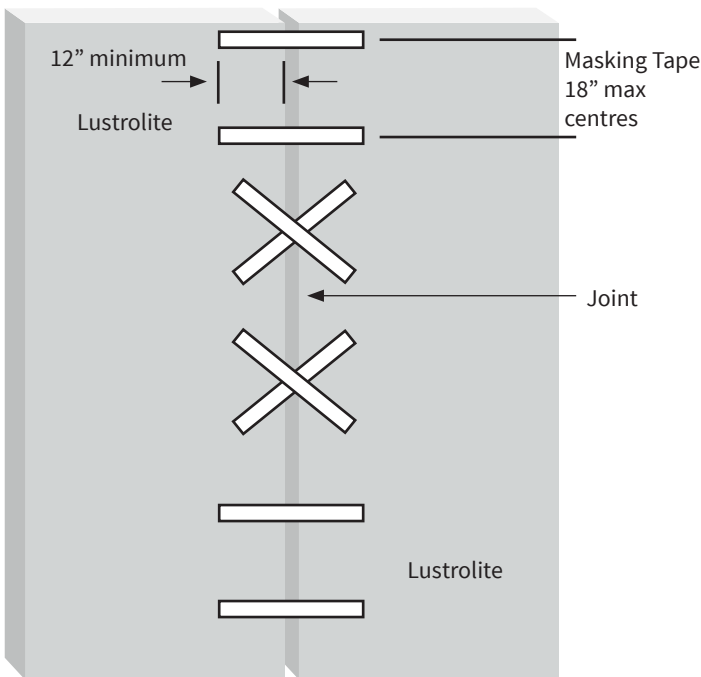 12” minimum
Lustrolite
Masking Tape
18” max
centres
Joint
Lustrolite